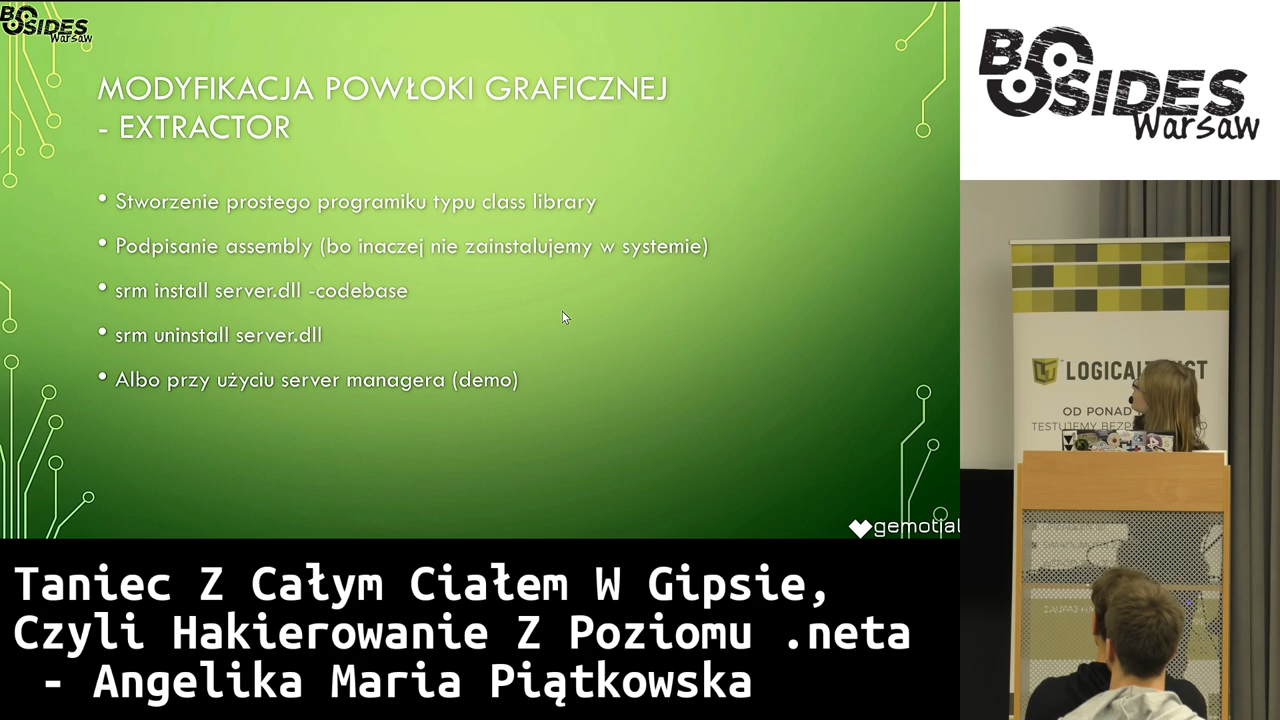 BSIDES
Warsaw
MODYFIKACJA POWŁOKI GRAFICZNEJ
- EXTRACTOR
• Stworzenie prostego programiku typu class library
• Podpisanie assembly (bo inaczej nie zainstalujemy w systemie)
• srm install server.dll -codebase
• srm uninstall server.dll
• Albo przy użyciu server managera (demo)
gemotial
Taniec Z Całym Ciałem W Gipsie,
Czyli Hakierowanie Z Poziomu .neta
- Angelika Maria Piątkowska
BSIDES
Warsaw
OD PONAD
TESTUJEMY